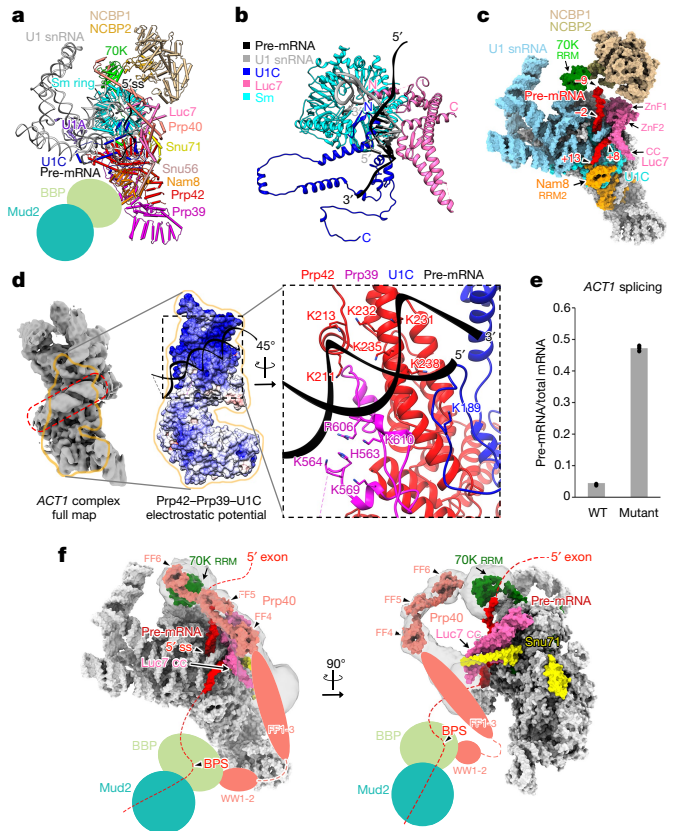 a
NCBP1
NCBP2
U1 snRNA
70K
5′ss
Sm ring
Luc7
Prp40
U1A
Snu71
U1C
Snu56
Pre-mRNA
Nam8
BBP
Prp42
Mud2
Prp39
b
5′
Pre-mRNA
U1 snRNA
U1C
Luc7
Sm
N
N
C
5′
3′
C
c
NCBP1
NCBP2
U1 snRNA
70K
RRM
−9
Pre-mRNA
ZnF1
−2
ZnF2
CC
+13
+8
Luc7
U1C
Nam8
RRM2
d
Prp42 Prp39 U1C Pre-mRNA
K213
K232
K231
3′
45°
K235
5′
K238
K211
K189
R606
K610
K564
H563
K569
ACT1 complex
full map
Prp42–Prp39–U1C
electrostatic potential
e
ACT1 splicing
Pre-mRNA/total mRNA
0.6
0.5
0.4
0.3
0.2
0.1
0
WT Mutant
f
FF6
70K RRM
5′ exon
FF5
Prp40
FF4
Pre-mRNA
5′ ss
Luc7 CC
FF1-3
BBP
BPS
Mud2
WW1-2
90°
FF6
5′ exon
FF5
Pre-mRNA
Prp40
FF4
Luc7 CC
Snu71
FF1-3
BBP
BPS
WW1-2
Mud2